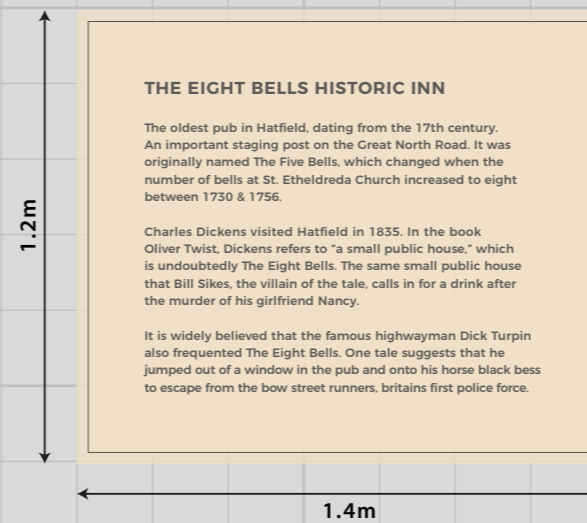 THE EIGHT BELLS HISTORIC INN
The oldest pub in Hatfield, dating from the 17th century.
An important staging post on the Great North Road. It was
originally named The Five Bells, which changed when the
number of bells at St. Etheldreda Church increased to eight
between 1730 & 1756.
Charles Dickens visited Hatfield in 1835. In the book
Oliver Twist, Dickens refers to “a small public house,” which
is undoubtedly The Eight Bells. The same small public house
that Bill Sikes, the villain of the tale, calls in for a drink after
the murder of his girlfriend Nancy.
It is widely believed that the famous highwayman Dick Turpin
also frequented The Eight Bells. One tale suggests that he
jumped out of a window in the pub and onto his horse black bess
to escape from the bow street runners, britains first police force.
1.2m
1.4m